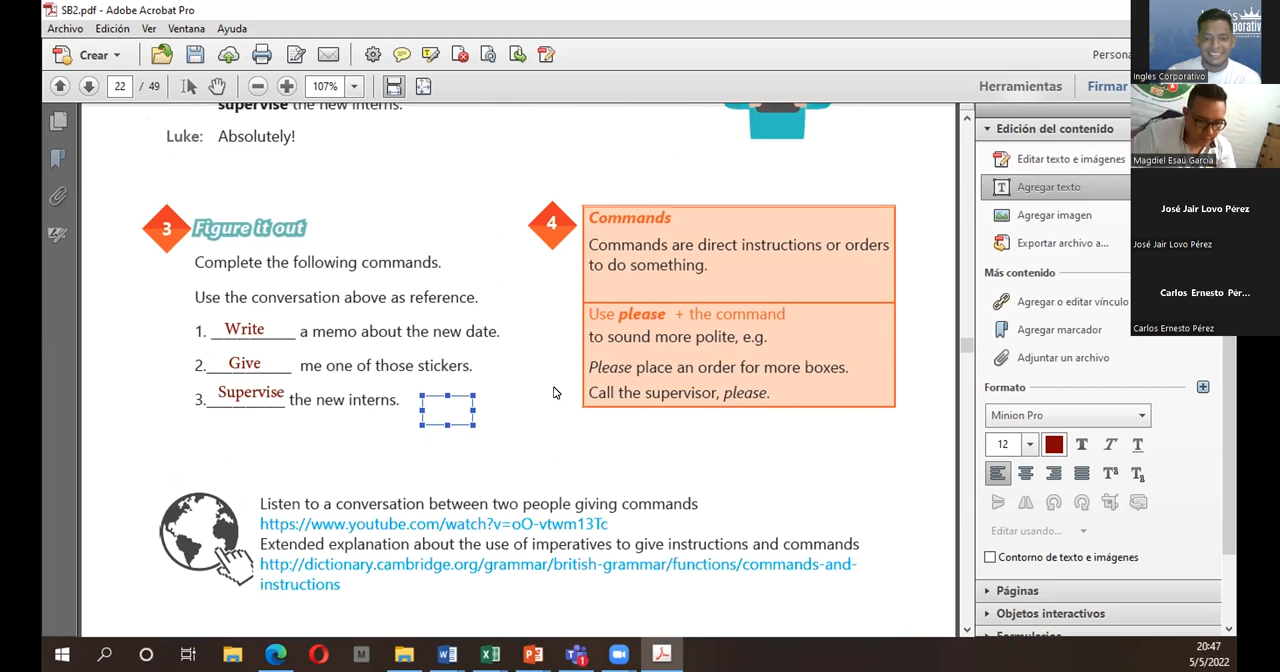 SB2.pdf - Adobe Acrobat Pro
Archivo Edición Ver Ventana Ayuda
Crear
Persona
22 / 49
107%
Herramientas
Firmar
supervise the new interns.
Luke: Absolutely!
3 Figure it out
Complete the following commands.
Use the conversation above as reference.
1. Write a memo about the new date.
2. Give me one of those stickers.
3. Supervise the new interns.
4 Commands
Commands are direct instructions or orders
to do something.
Use please + the command
to sound more polite, e.g.
Please place an order for more boxes.
Call the supervisor, please.
Listen to a conversation between two people giving commands
https://www.youtube.com/watch?v=oO-vtwm13Tc
Extended explanation about the use of imperatives to give instructions and commands
http://dictionary.cambridge.org/grammar/british-grammar/functions/commands-and-
instructions
Edición del contenido
Editar texto e imágenes
Agregar texto
Agregar imagen
Exportar archivo a...
Más contenido
Agregar o editar vínculo
Agregar marcador
Adjuntar un archivo
Formato
Minion Pro
12
Editando usando...
Contorno de texto e imágenes
Páginas
Objetos interactivos
Formularios
Ingles Corporativo
Magdiel Esaú García
José Jair Lovo Pérez
José Jair Lovo Pérez
Carlos Ernesto Pér...
Carlos Ernesto Pérez
20:47
5/5/2022